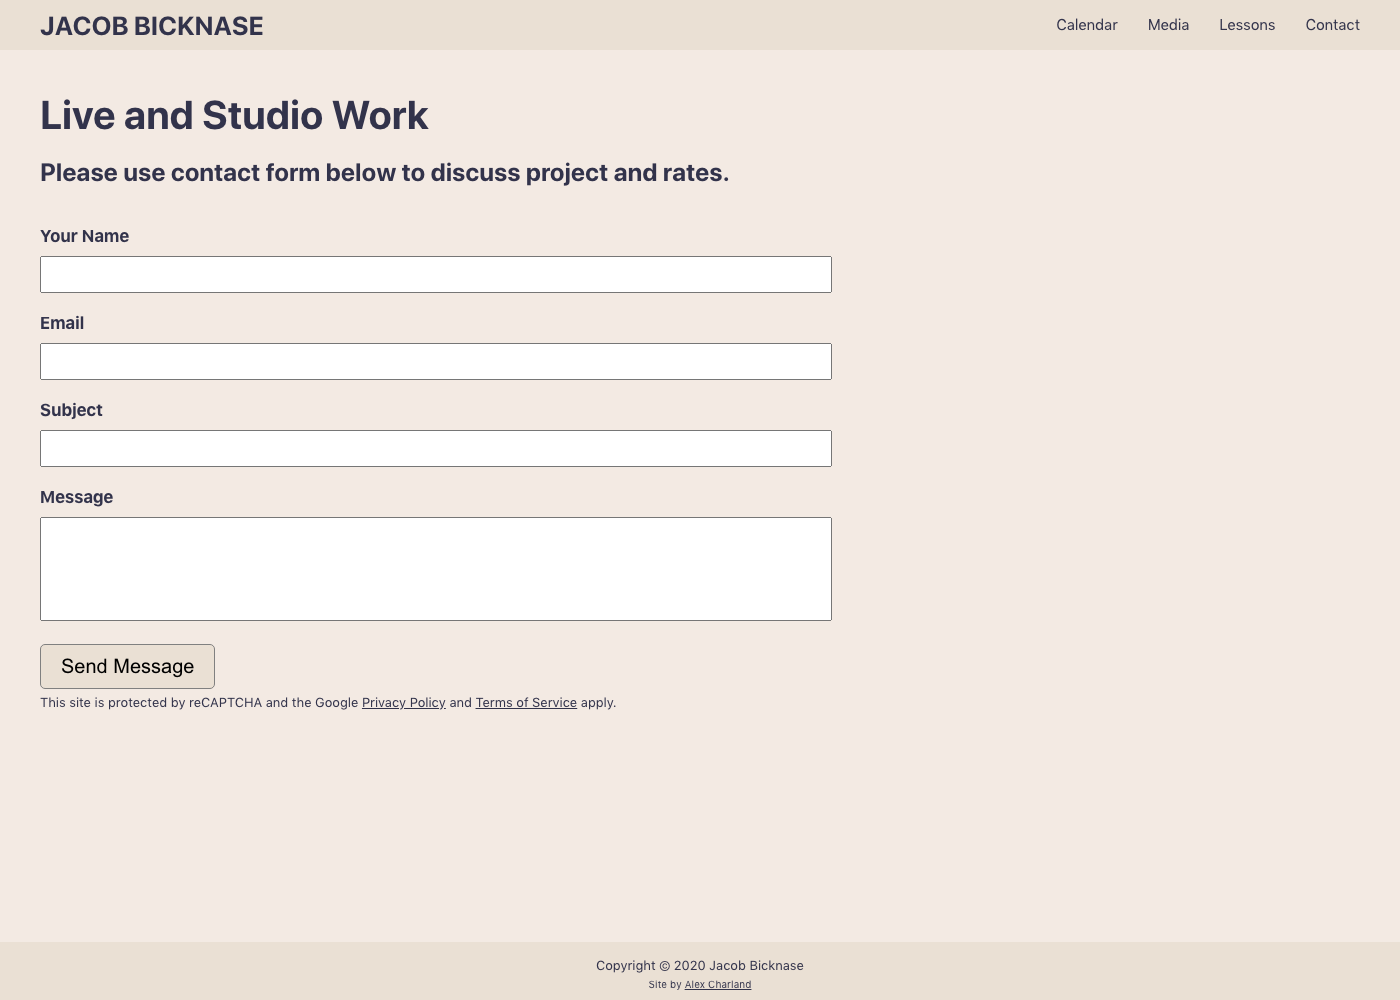 JACOB BICKNASE
Calendar Media Lessons Contact
Live and Studio Work
Please use contact form below to discuss project and rates.
Your Name
Email
Subject
Message
Send Message
This site is protected by reCAPTCHA and the Google Privacy Policy and Terms of Service apply.
Copyright © 2020 Jacob Bicknase
Site by Alex Charland